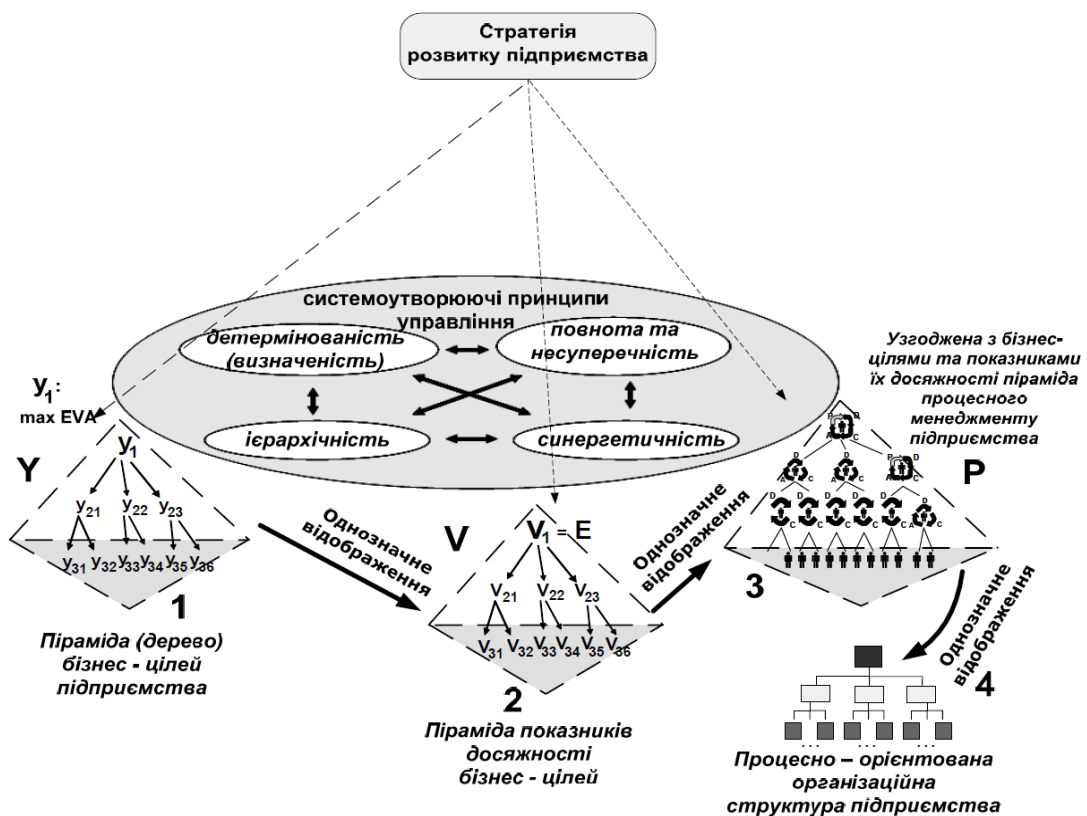 Стратегія
розвитку підприємства
системоутворюючі принципи
управління
детермінованість
(визначеність)
повнота та
несуперечність
ієрархічність
синергетичність
Узгоджена з бізнес-
цілями та показниками
їх досяжності піраміда
процесного
менеджменту
підприємства
y1:
max EVA
Y
y1
y21 y22 y23
y31 y32 y33 y34 y35 y36
1
Піраміда (дерево)
бізнес - цілей
підприємства
Однозначне
відображення
V
V1 = E
V21 V22 V23
V31 V32 V33 V34 V35 V36
2
Піраміда показників
досяжності
бізнес - цілей
Однозначне
відображення
P
P D
A C
D D P D
A C A C A C
D D D D D D
C C C C C A C
3
Однозначне
відображення
4
... ... ...
Процесно – орієнтована
організаційна
структура підприємства